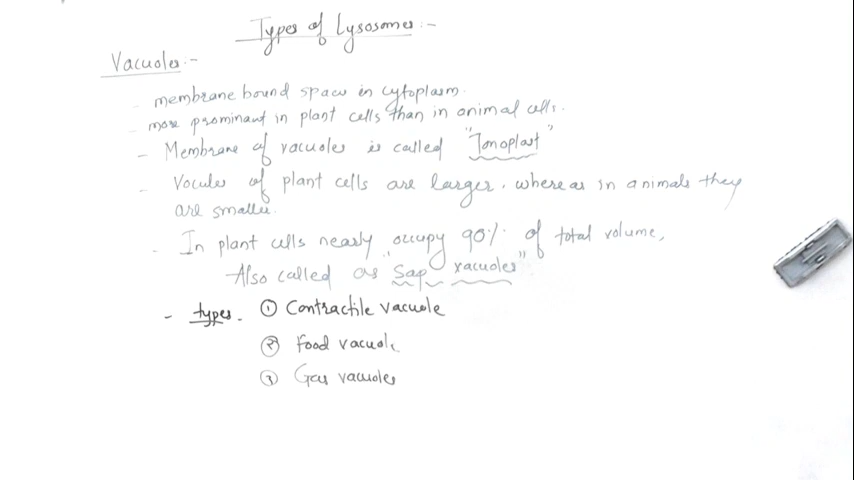 Types of Lysosomes:-
Vacuoles:-
- membrane bound space in cytoplasm.
- more prominent in plant cells than in animal cells.
- Membrane of vacuoles is called "Tonoplast"
- Vocules of plant cells are larger, where as in animals they
are smaller.
- In plant cells nearly occupy 90% of total volume,
Also called as "Sap vacuoles"
- types- ① Contractile vacuole
② Food vacuole
③ Gas vacuoles